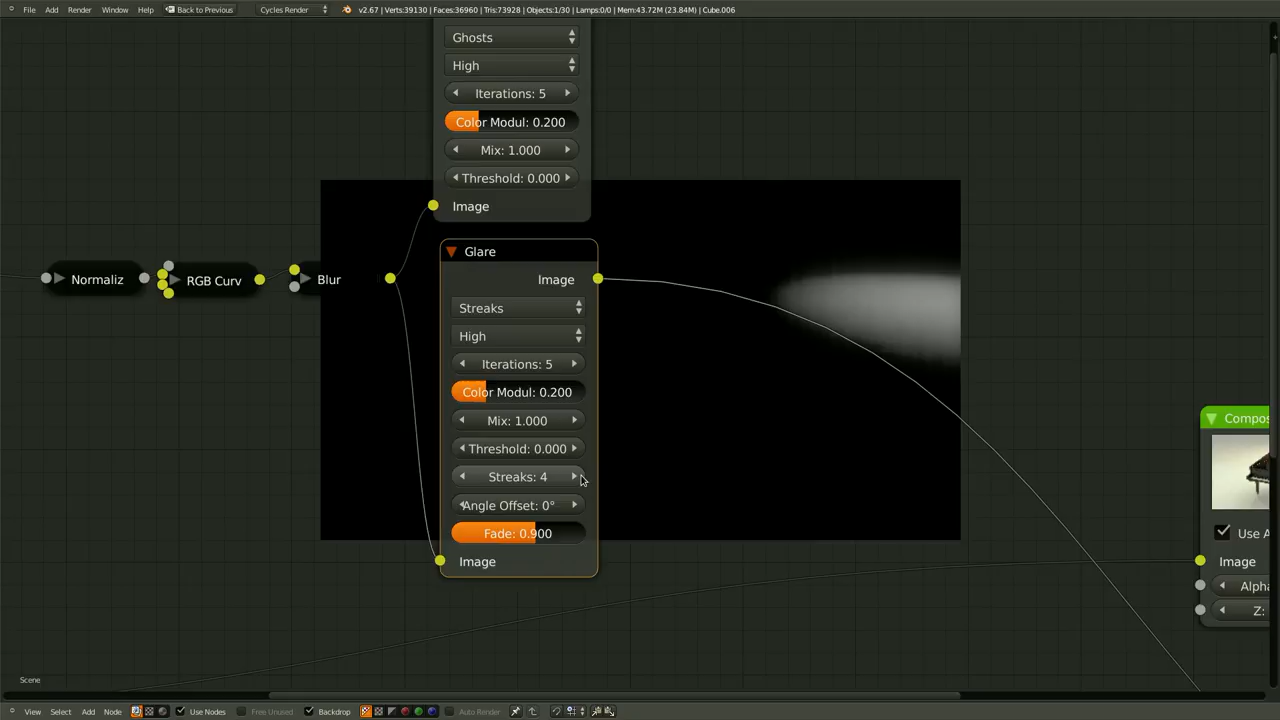 File Add Render Window Help Back to Previous Cycles Render v2.67 | Verts:39130 | Faces:36960 | Tris:73928 | Objects:1/30 | Lamps:0/0 | Mem:43.72M (23.84M) | Cube.006
Ghosts
High
Iterations: 5
Color Modul: 0.200
Mix: 1.000
Threshold: 0.000
Image
Normaliz
RGB Curv
Blur
Glare
Image
Streaks
High
Iterations: 5
Color Modul: 0.200
Mix: 1.000
Threshold: 0.000
Streaks: 4
Angle Offset: 0°
Fade: 0.900
Image
Compos
Use A
Image
Alpha
Z:
Scene
View Select Add Node Use Nodes Free Unused Backdrop Auto Render